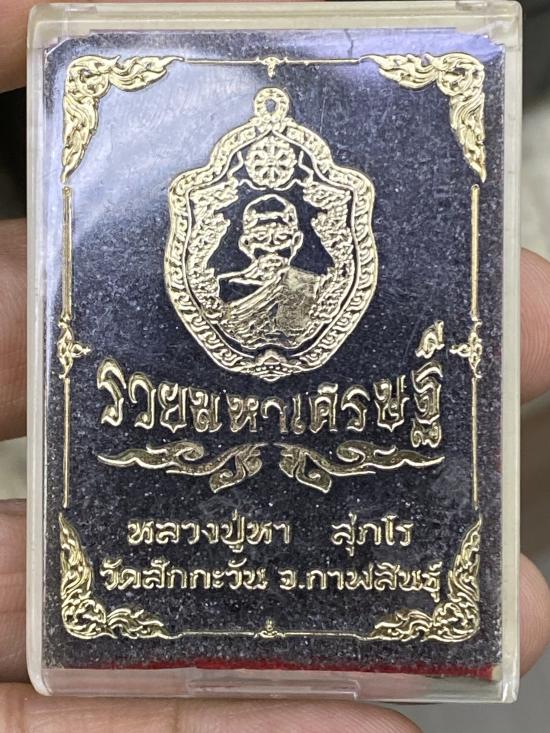 รวยมหาเศรษฐี
หลวงปู่หา สุภโร
วัดสักกะวัน จ.กาฬสินธุ์